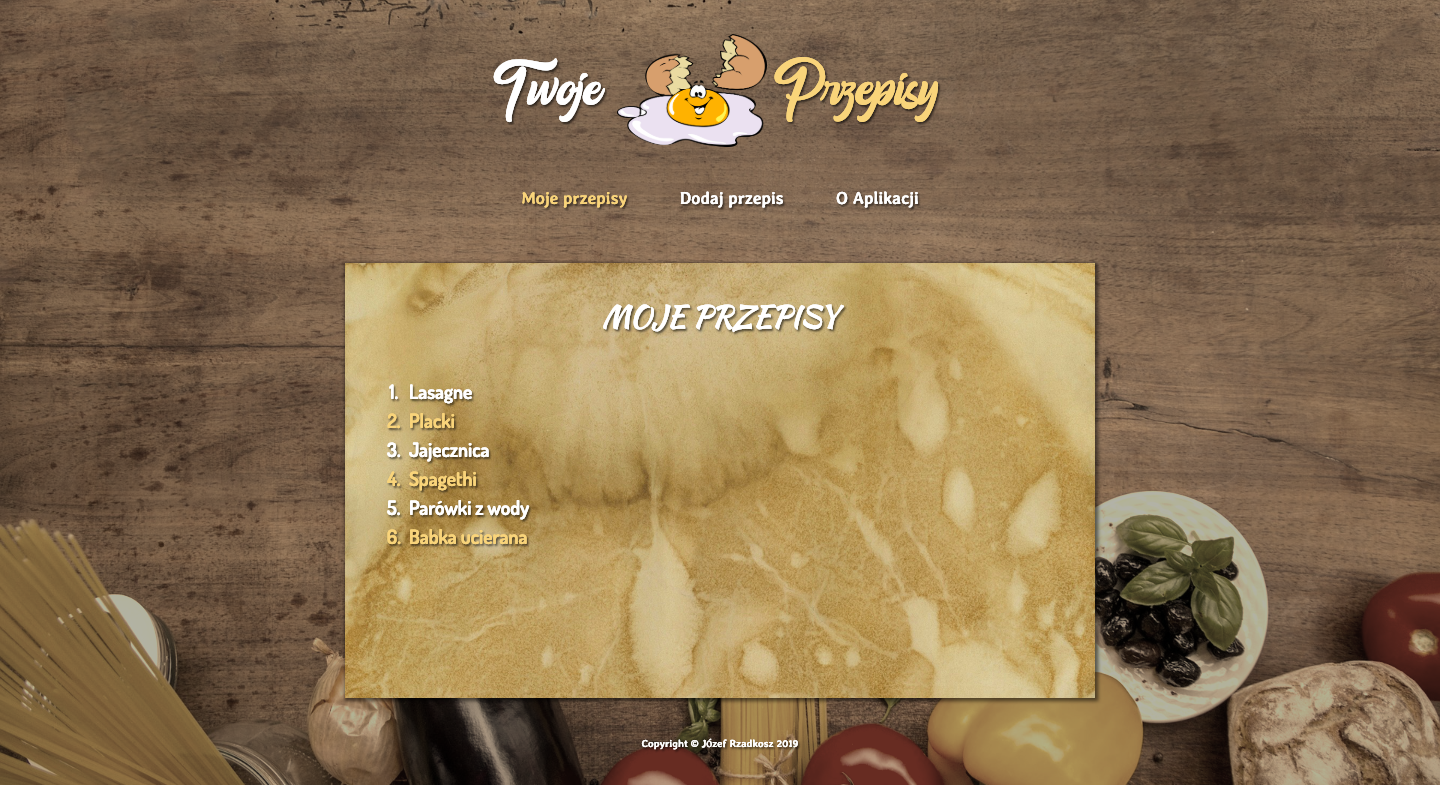 Twoje Przepisy
Moje przepisy Dodaj przepis O Aplikacji
MOJE PRZEPISY
1. Lasagne
2. Placki
3. Jajecznica
4. Spagethi
5. Parówki z wody
6. Babka ucierana
Copyright © Józef Rzadkosz 2019